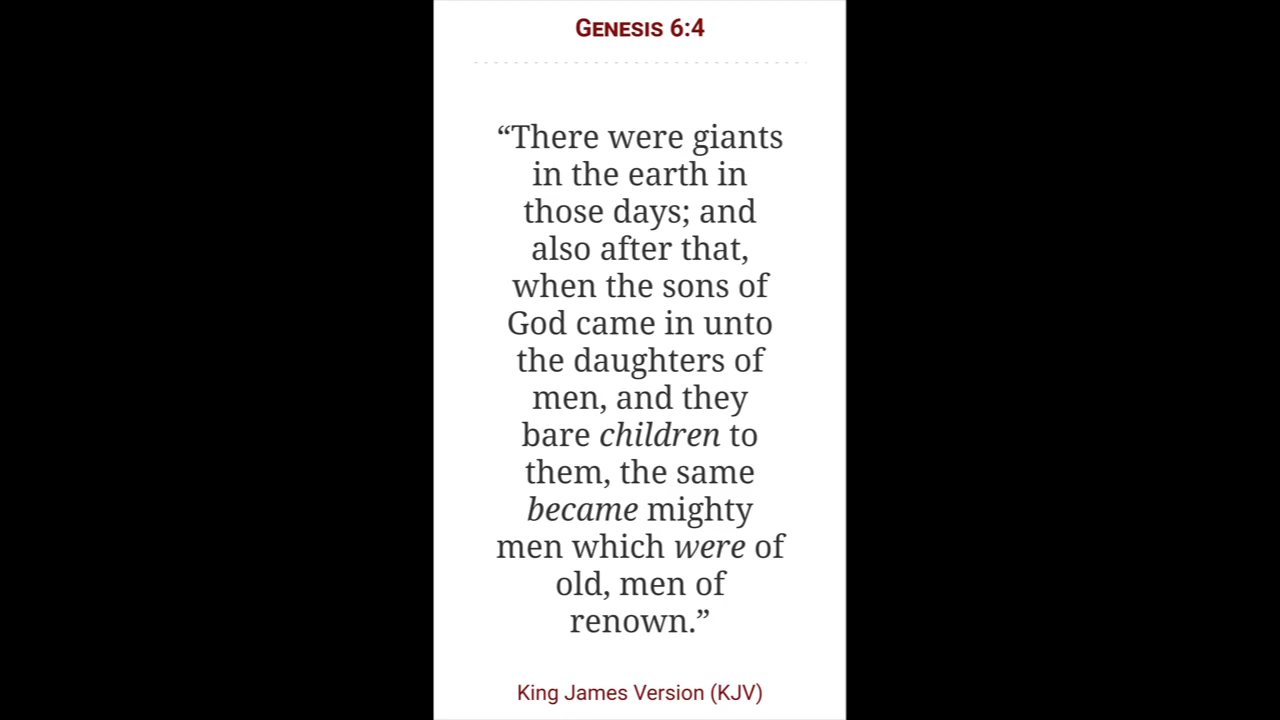 GENESIS 6:4
“There were giants
in the earth in
those days; and
also after that,
when the sons of
God came in unto
the daughters of
men, and they
bare children to
them, the same
became mighty
men which were of
old, men of
renown.”
King James Version (KJV)